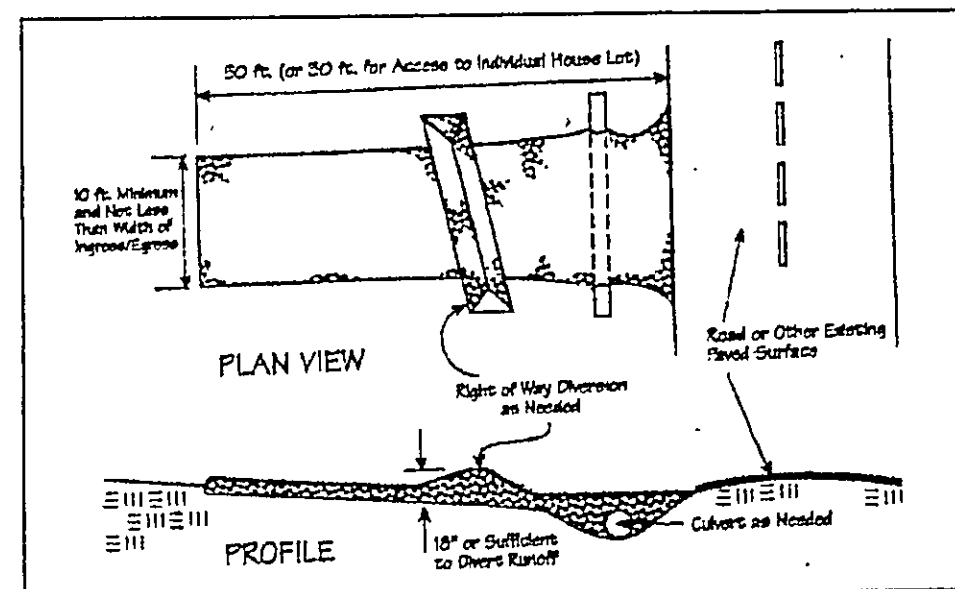 50 ft. (or 30 ft. for Access to Individual House Lot)
10 ft. Minimum
and Not Less
Than Width of
Ingress/Egress
PLAN VIEW
Right of Way Diversion
as Needed
Road or Other Existing
Paved Surface
Culvert as Needed
18" or Sufficient
to Divert Runoff
PROFILE